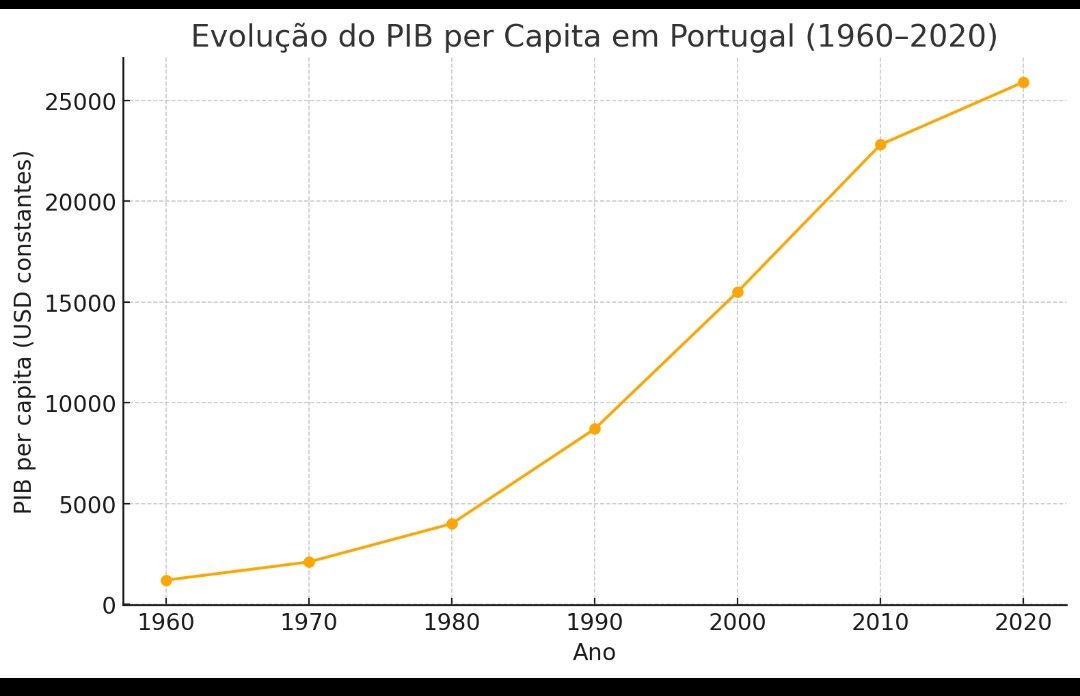 Evolução do PIB per Capita em Portugal (1960–2020)
PIB per capita (USD constantes)
25000
20000
15000
10000
5000
0
1960 1970 1980 1990 2000 2010 2020
Ano